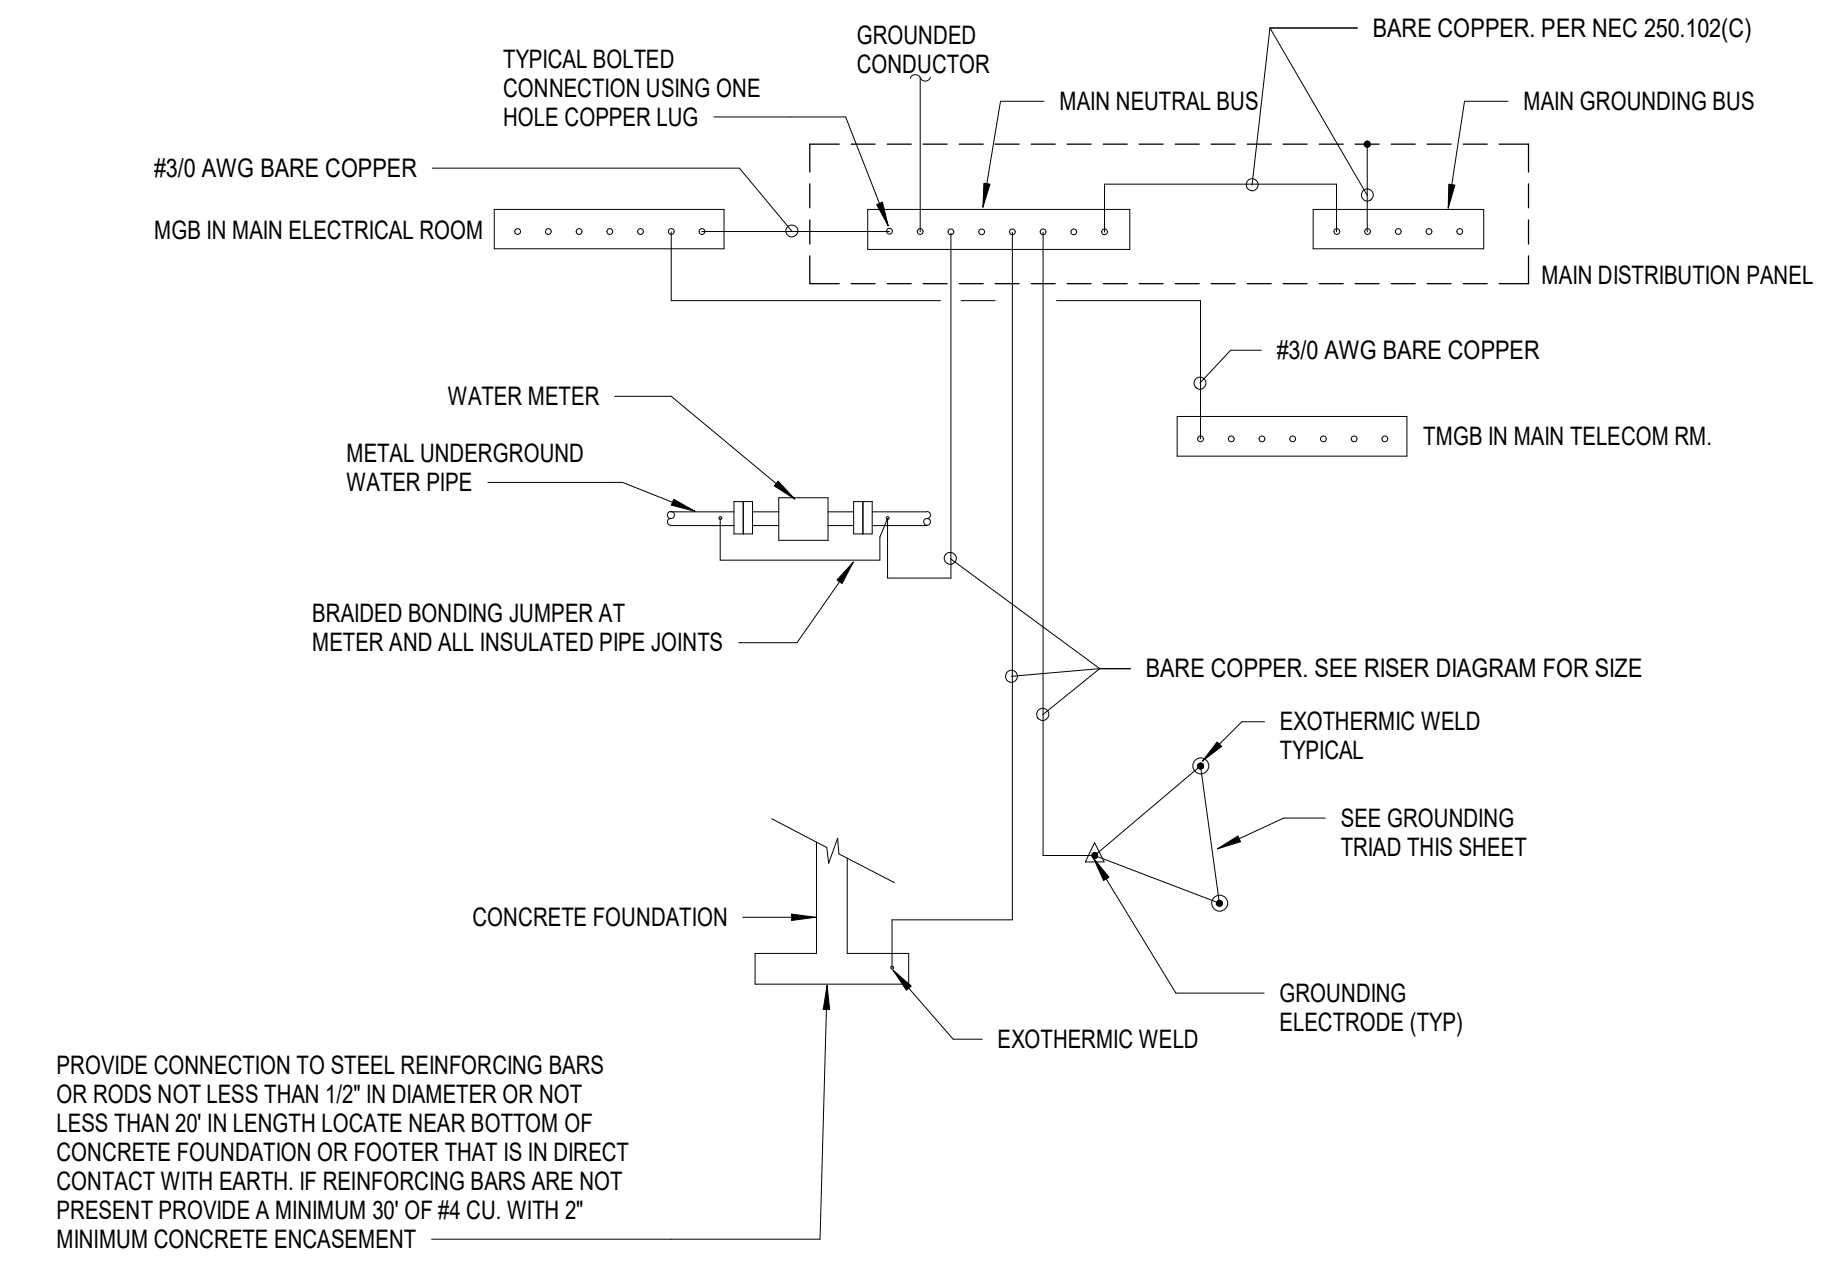 GROUNDED
CONDUCTOR
BARE COPPER. PER NEC 250.102(C)
TYPICAL BOLTED
CONNECTION USING ONE
HOLE COPPER LUG
MAIN NEUTRAL BUS
MAIN GROUNDING BUS
#3/0 AWG BARE COPPER
MGB IN MAIN ELECTRICAL ROOM
MAIN DISTRIBUTION PANEL
#3/0 AWG BARE COPPER
WATER METER
TMGB IN MAIN TELECOM RM.
METAL UNDERGROUND
WATER PIPE
BRAIDED BONDING JUMPER AT
METER AND ALL INSULATED PIPE JOINTS
BARE COPPER. SEE RISER DIAGRAM FOR SIZE
EXOTHERMIC WELD
TYPICAL
SEE GROUNDING
TRIAD THIS SHEET
CONCRETE FOUNDATION
GROUNDING
ELECTRODE (TYP)
EXOTHERMIC WELD
PROVIDE CONNECTION TO STEEL REINFORCING BARS
OR RODS NOT LESS THAN 1/2" IN DIAMETER OR NOT
LESS THAN 20' IN LENGTH LOCATE NEAR BOTTOM OF
CONCRETE FOUNDATION OR FOOTER THAT IS IN DIRECT
CONTACT WITH EARTH. IF REINFORCING BARS ARE NOT
PRESENT PROVIDE A MINIMUM 30' OF #4 CU. WITH 2"
MINIMUM CONCRETE ENCASEMENT